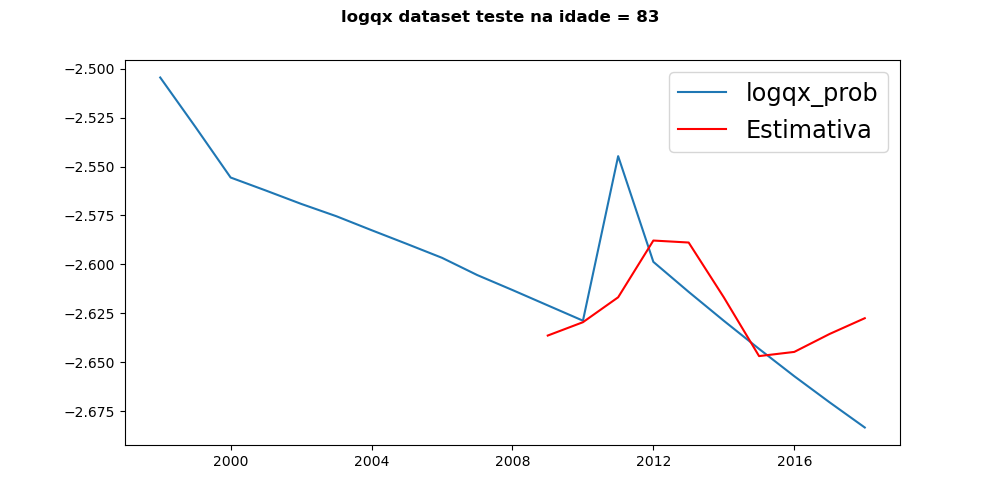 logqx dataset teste na idade = 83
logqx_prob
Estimativa
−2.500
−2.525
−2.550
−2.575
−2.600
−2.625
−2.650
−2.675
2000 2004 2008 2012 2016